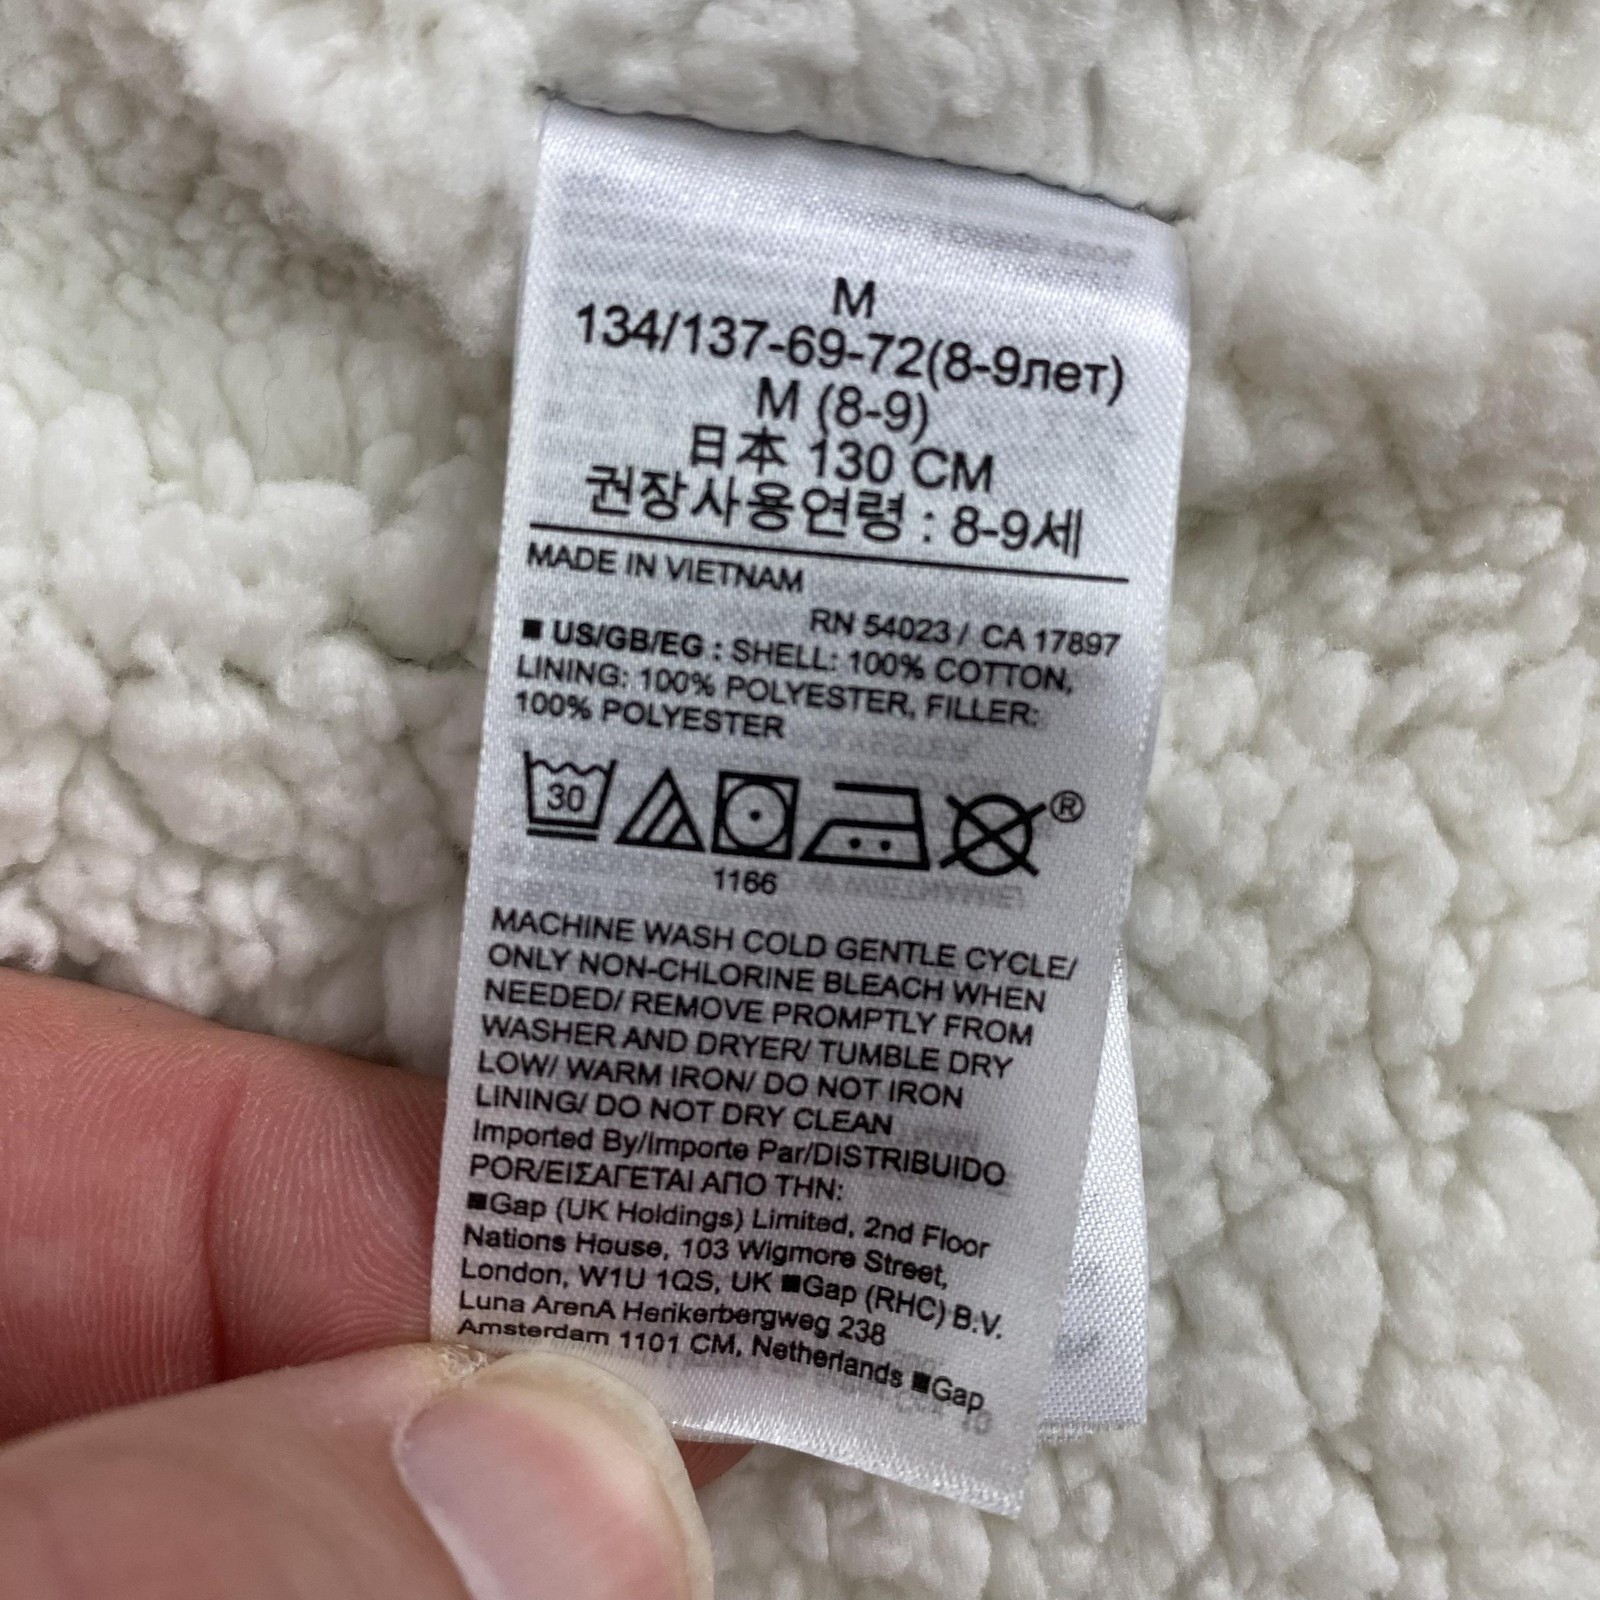 M
134/137-69-72(8-9лет)
M (8-9)
日本 130 CM
권장사용연령 : 8-9세
MADE IN VIETNAM
RN 54023 / CA 17897
■ US/GB/EG : SHELL: 100% COTTON,
LINING: 100% POLYESTER, FILLER:
100% POLYESTER
30
®
1166
MACHINE WASH COLD GENTLE CYCLE/
ONLY NON-CHLORINE BLEACH WHEN
NEEDED/ REMOVE PROMPTLY FROM
WASHER AND DRYER/ TUMBLE DRY
LOW/ WARM IRON/ DO NOT IRON
LINING/ DO NOT DRY CLEAN
Imported By/Importe Par/DISTRIBUIDO
POR/ΕΙΣΑΓΕΤΑΙ ΑΠΟ ΤΗΝ:
■Gap (UK Holdings) Limited, 2nd Floor
Nations House, 103 Wigmore Street,
London, W1U 1QS, UK ■Gap (RHC) B.V.
Luna ArenA Herikerbergweg 238
Amsterdam 1101 CM, Netherlands ■Gap